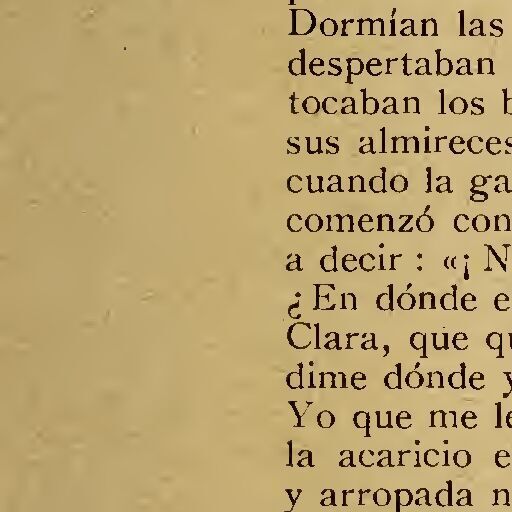 Dormían las
despertaban
tocaban los
sus almireces
cuando la ga
comenzó con
a decir : «¡ N
¿ En dónde e
Clara, que qu
dime dónde y
Yo que me le
la acaricio e
y arropada n